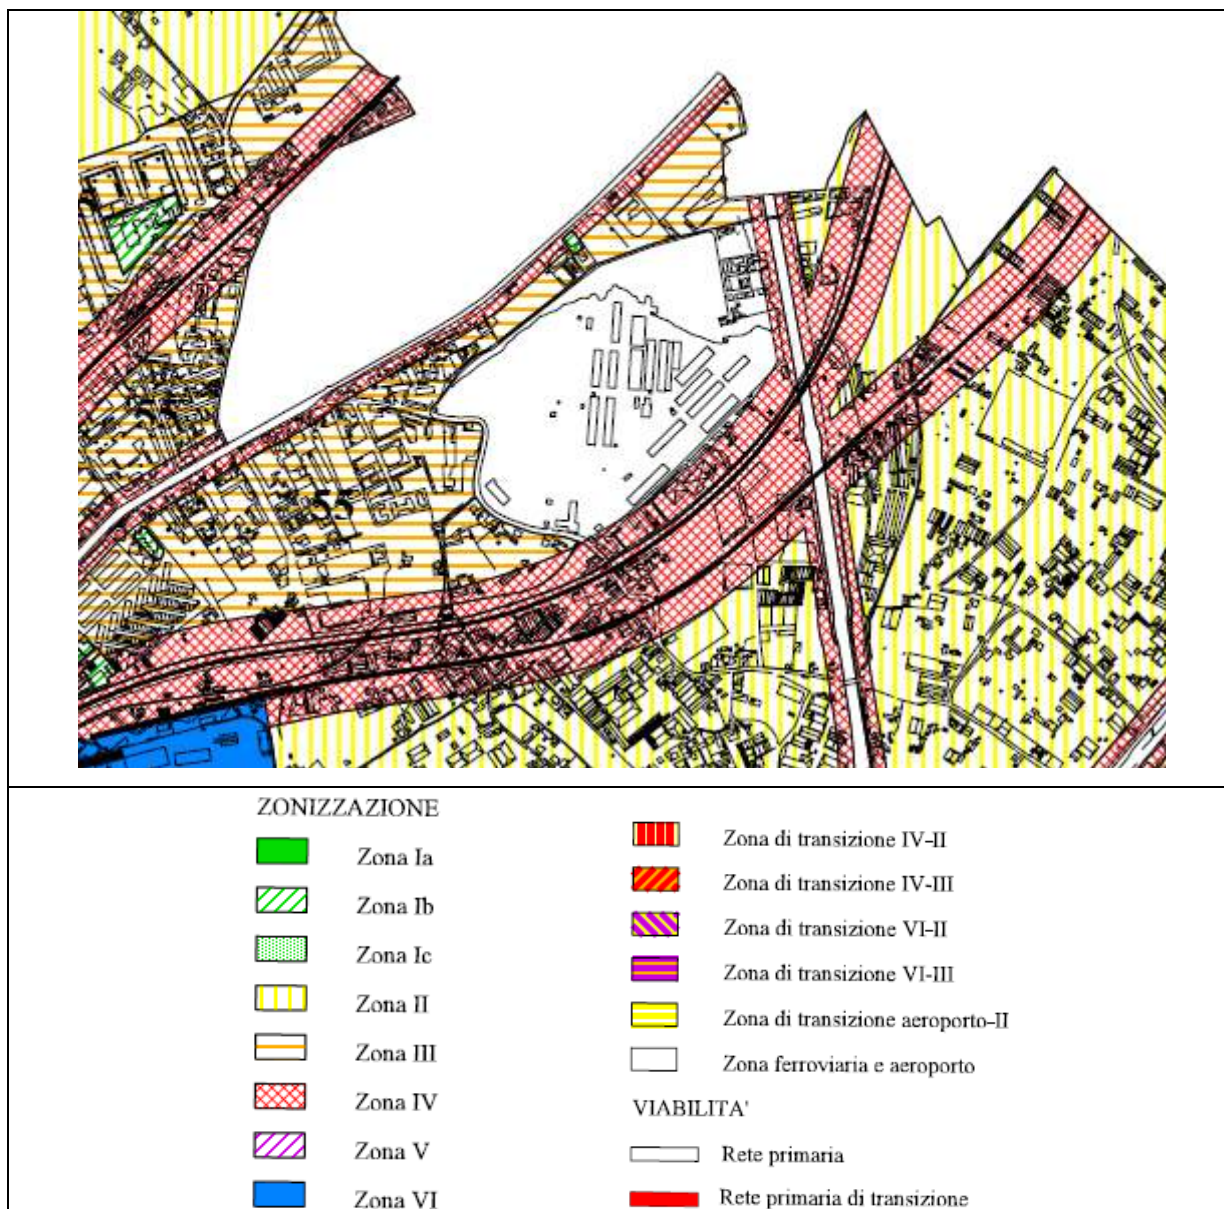 ZONIZZAZIONE
Zona Ia
Zona Ib
Zona Ic
Zona II
Zona III
Zona IV
Zona V
Zona VI
Zona di transizione IV-II
Zona di transizione IV-III
Zona di transizione VI-II
Zona di transizione VI-III
Zona di transizione aeroporto-II
Zona ferroviaria e aeroporto
VIABILITA'
Rete primaria
Rete primaria di transizione